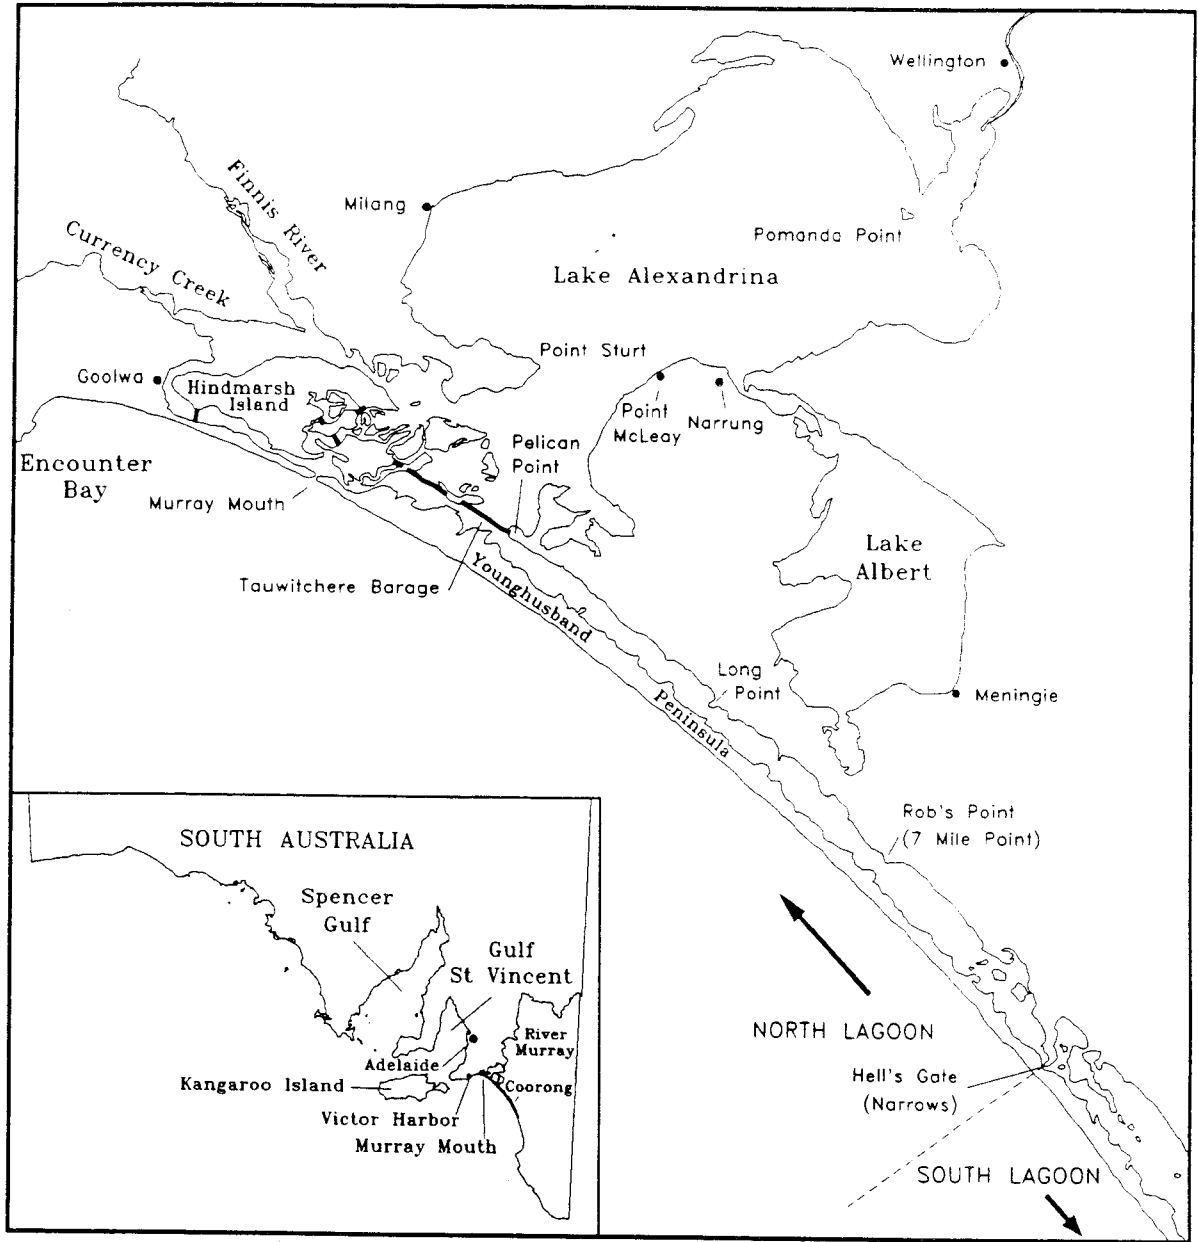 Wellington
Finnis River
Milang
Currency Creek
Pomanda Point
Lake Alexandrina
Point Sturt
Goolwa
Hindmarsh
Island
Point
McLeay
Narrung
Encounter
Bay
Pelican
Point
Murray Mouth
Lake
Albert
Tauwitchere Barage
Younghusband
Peninsula
Long
Point
Meningie
Rob's Point
(7 Mile Point)
NORTH LAGOON
Hell's Gate
(Narrows)
SOUTH LAGOON
SOUTH AUSTRALIA
Spencer
Gulf
Gulf
St Vincent
River
Murray
Adelaide
Kangaroo Island
Coorong
Victor Harbor
Murray Mouth